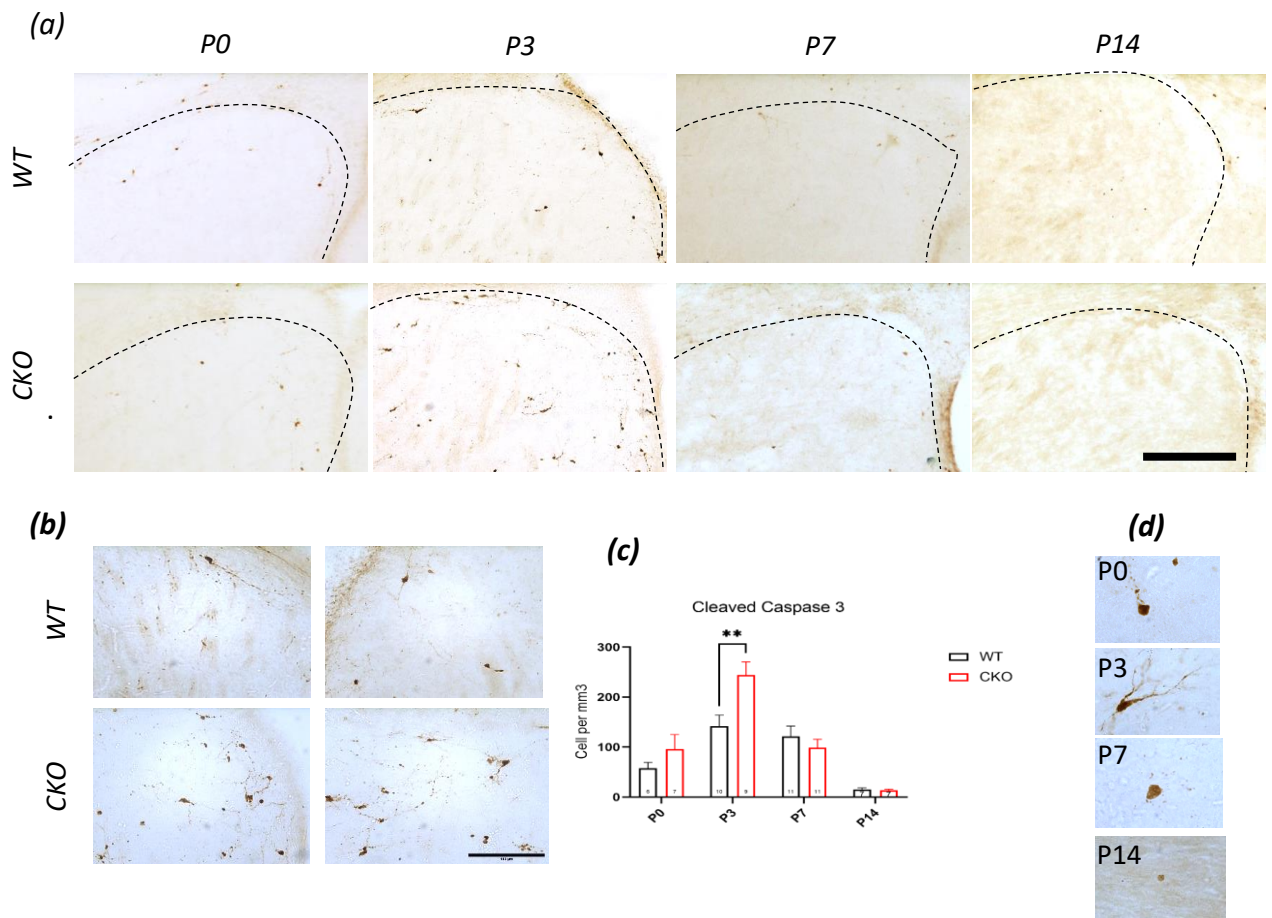 (a)
P0 P3 P7 P14
WT
CKO
.
(b)
WT
CKO
(c)
Cleaved Caspase 3
**
WT
CKO
Cell per mm3
300
200
100
0
6 7 10 9 11 11
P0 P3 P7 P14
(d)
P0
P3
P7
P14